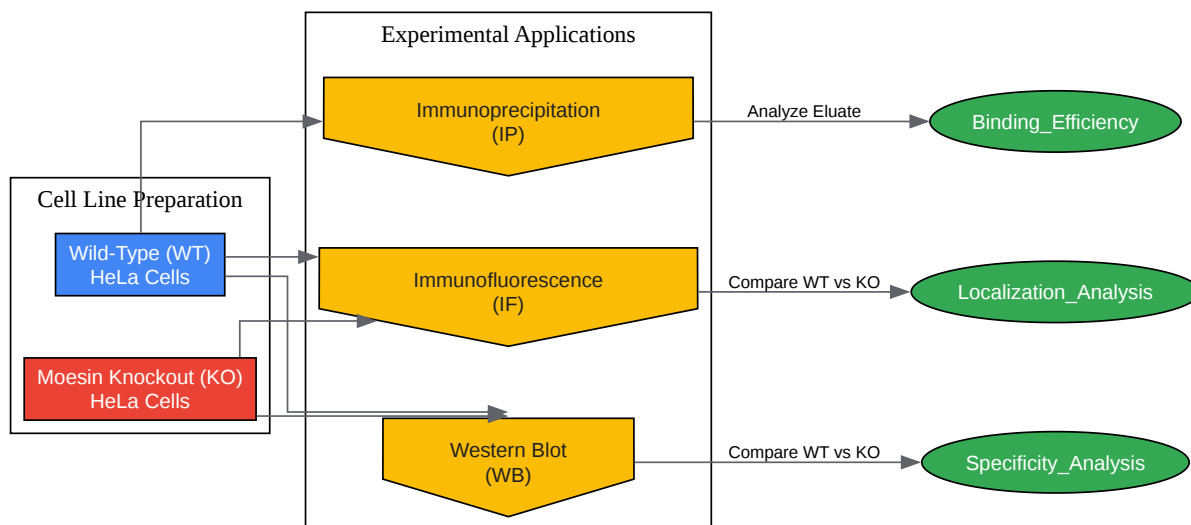 Experimental Applications
Immunoprecipitation
(IP)
Analyze Eluate
Binding_Efficiency
Cell Line Preparation
Wild-Type (WT)
HeLa Cells
Immunofluorescence
(IF)
Compare WT vs KO
Localization_Analysis
Moesin Knockout (KO)
HeLa Cells
Western Blot
(WB)
Compare WT vs KO
Specificity_Analysis